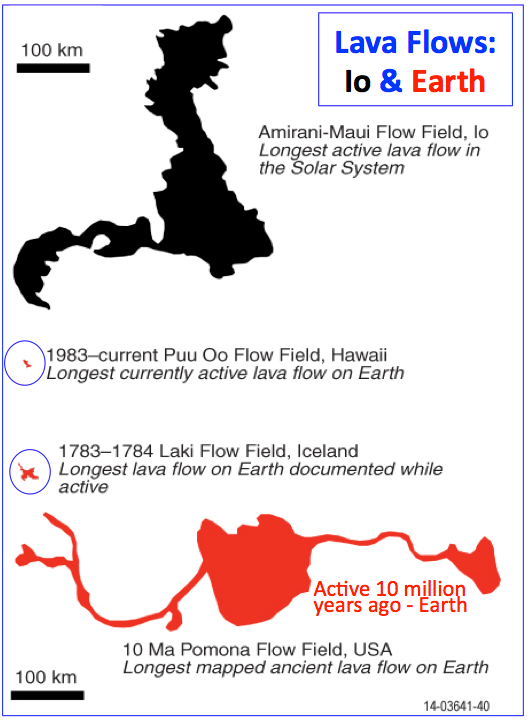 100 km
Lava Flows:
Io & Earth
Amirani-Maui Flow Field, Io
Longest active lava flow in
the Solar System
1983–current Puu Oo Flow Field, Hawaii
Longest currently active lava flow on Earth
1783–1784 Laki Flow Field, Iceland
Longest lava flow on Earth documented while
active
Active 10 million
years ago - Earth
10 Ma Pomona Flow Field, USA
Longest mapped ancient lava flow on Earth
100 km
14-03641-40